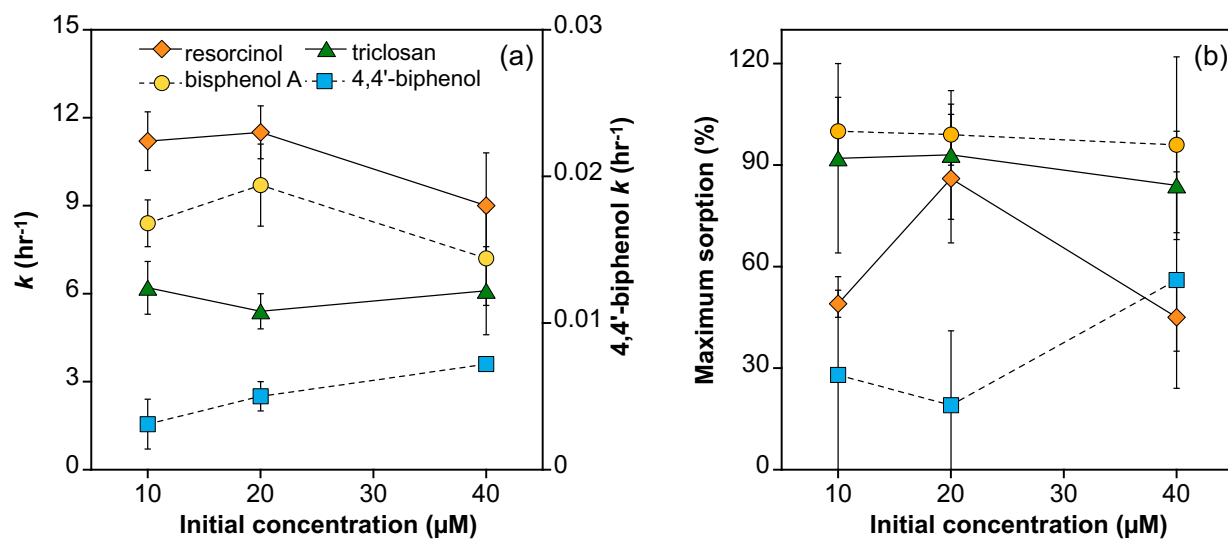 15
12
9
6
3
0
k (hr⁻¹)
resorcinol
triclosan
bisphenol A
4,4'-biphenol
(a)
0.03
0.02
0.01
0
4,4'-biphenol k (hr⁻¹)
10 20 30 40
Initial concentration (µM)
120
90
60
30
0
Maximum sorption (%)
(b)
10 20 30 40
Initial concentration (µM)